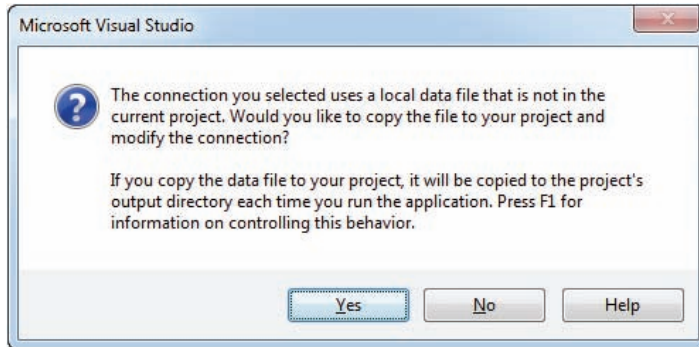 Microsoft Visual Studio
The connection you selected uses a local data file that is not in the
current project. Would you like to copy the file to your project and
modify the connection?
If you copy the data file to your project, it will be copied to the project's
output directory each time you run the application. Press F1 for
information on controlling this behavior.
Yes
No
Help